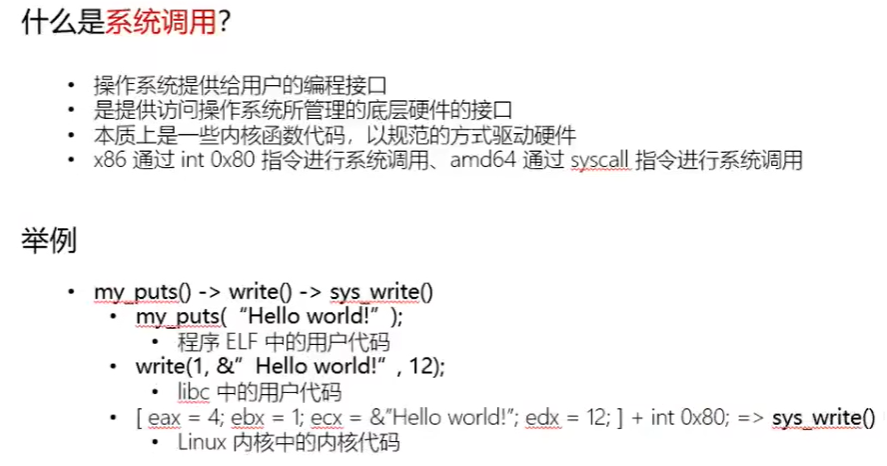 什么是系统调用?
• 操作系统提供给用户的编程接口
• 是提供访问操作系统所管理的底层硬件的接口
• 本质上是一些内核函数代码，以规范的方式驱动硬件
• x86 通过 int 0x80 指令进行系统调用、amd64 通过 syscall 指令进行系统调用
举例
• my_puts() -> write() -> sys_write()
• my_puts(“Hello world!”);
• 程序 ELF 中的用户代码
• write(1, &”Hello world!”, 12);
• libc 中的用户代码
• [ eax = 4; ebx = 1; ecx = &”Hello world!”; edx = 12; ] + int 0x80; => sys_write()
• Linux 内核中的内核代码